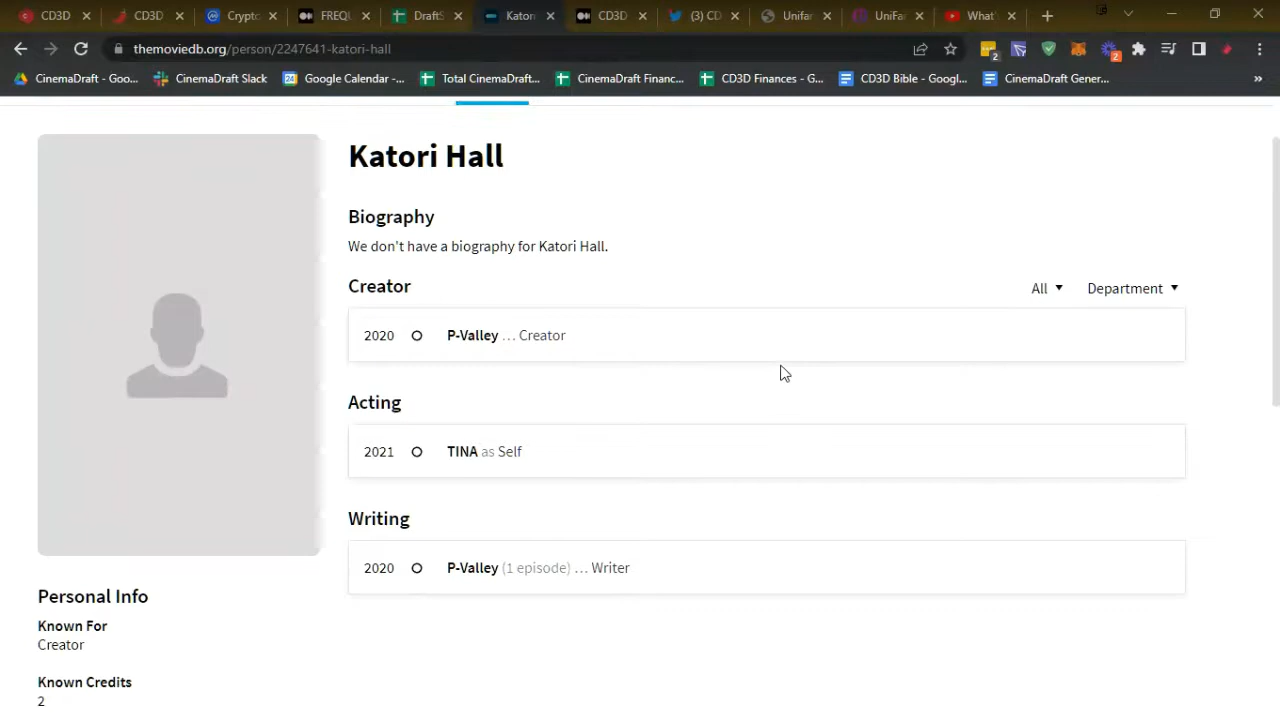 CD3D
CD3D
Crypto
FREQU
DraftS
Katori
CD3D
(3) CD
Unifar
UniFar
What'
themoviedb.org/person/2247641-katori-hall
2
2
CinemaDraft - Goo...
CinemaDraft Slack
Google Calendar -...
Total CinemaDraft...
CinemaDraft Financ...
CD3D Finances - G...
CD3D Bible - Googl...
CinemaDraft Gener...
»
Katori Hall
Biography
We don't have a biography for Katori Hall.
Creator
All
Department
2020 P-Valley ... Creator
Acting
2021 TINA as Self
Writing
2020 P-Valley (1 episode) ... Writer
Personal Info
Known For
Creator
Known Credits
2